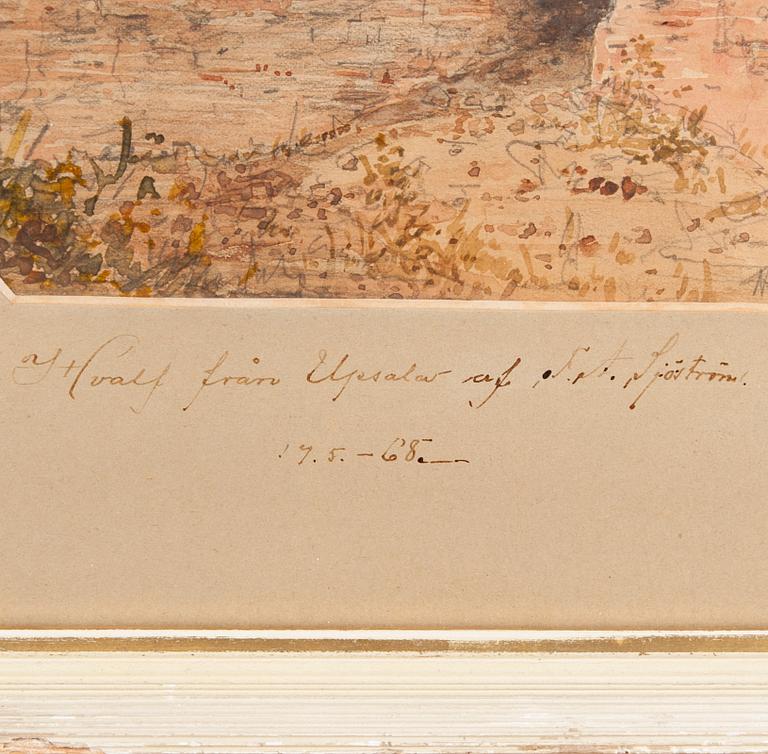 Hvalf från Upsala af F. A. Sjöström.
17.5.-68.